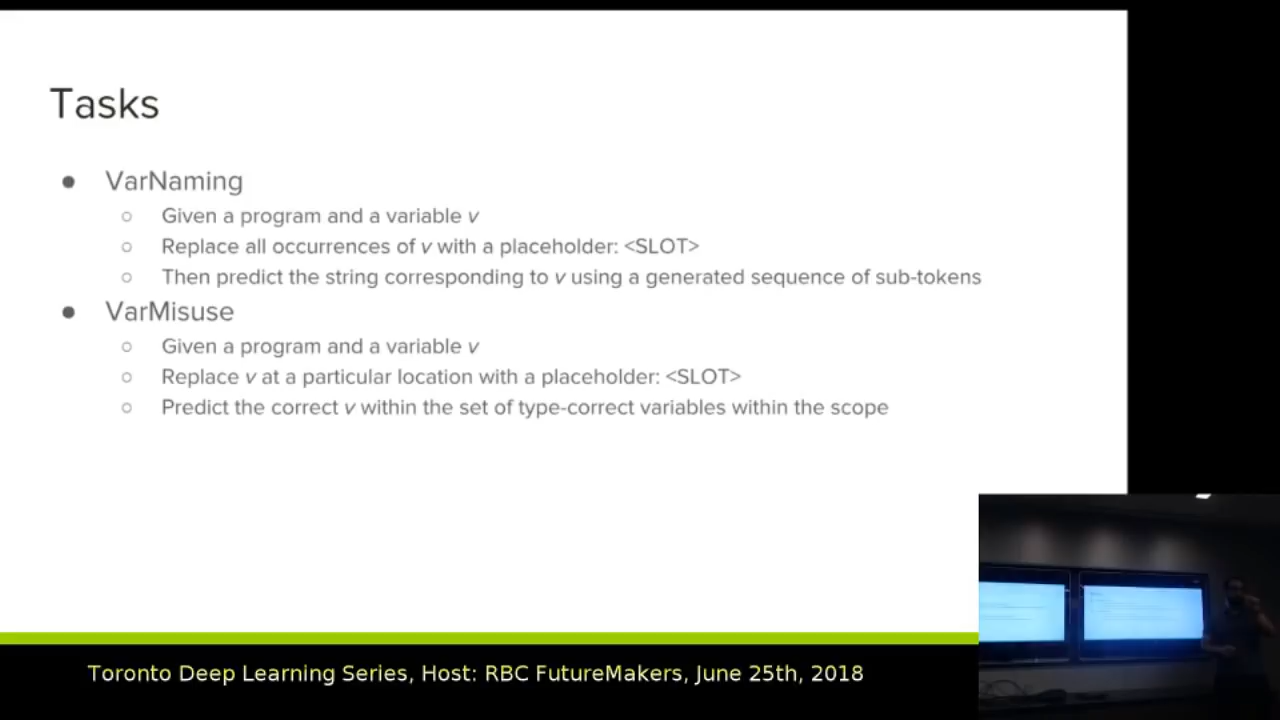 Tasks
● VarNaming
○ Given a program and a variable v
○ Replace all occurrences of v with a placeholder: <SLOT>
○ Then predict the string corresponding to v using a generated sequence of sub-tokens
● VarMisuse
○ Given a program and a variable v
○ Replace v at a particular location with a placeholder: <SLOT>
○ Predict the correct v within the set of type-correct variables within the scope
Toronto Deep Learning Series, Host: RBC FutureMakers, June 25th, 2018